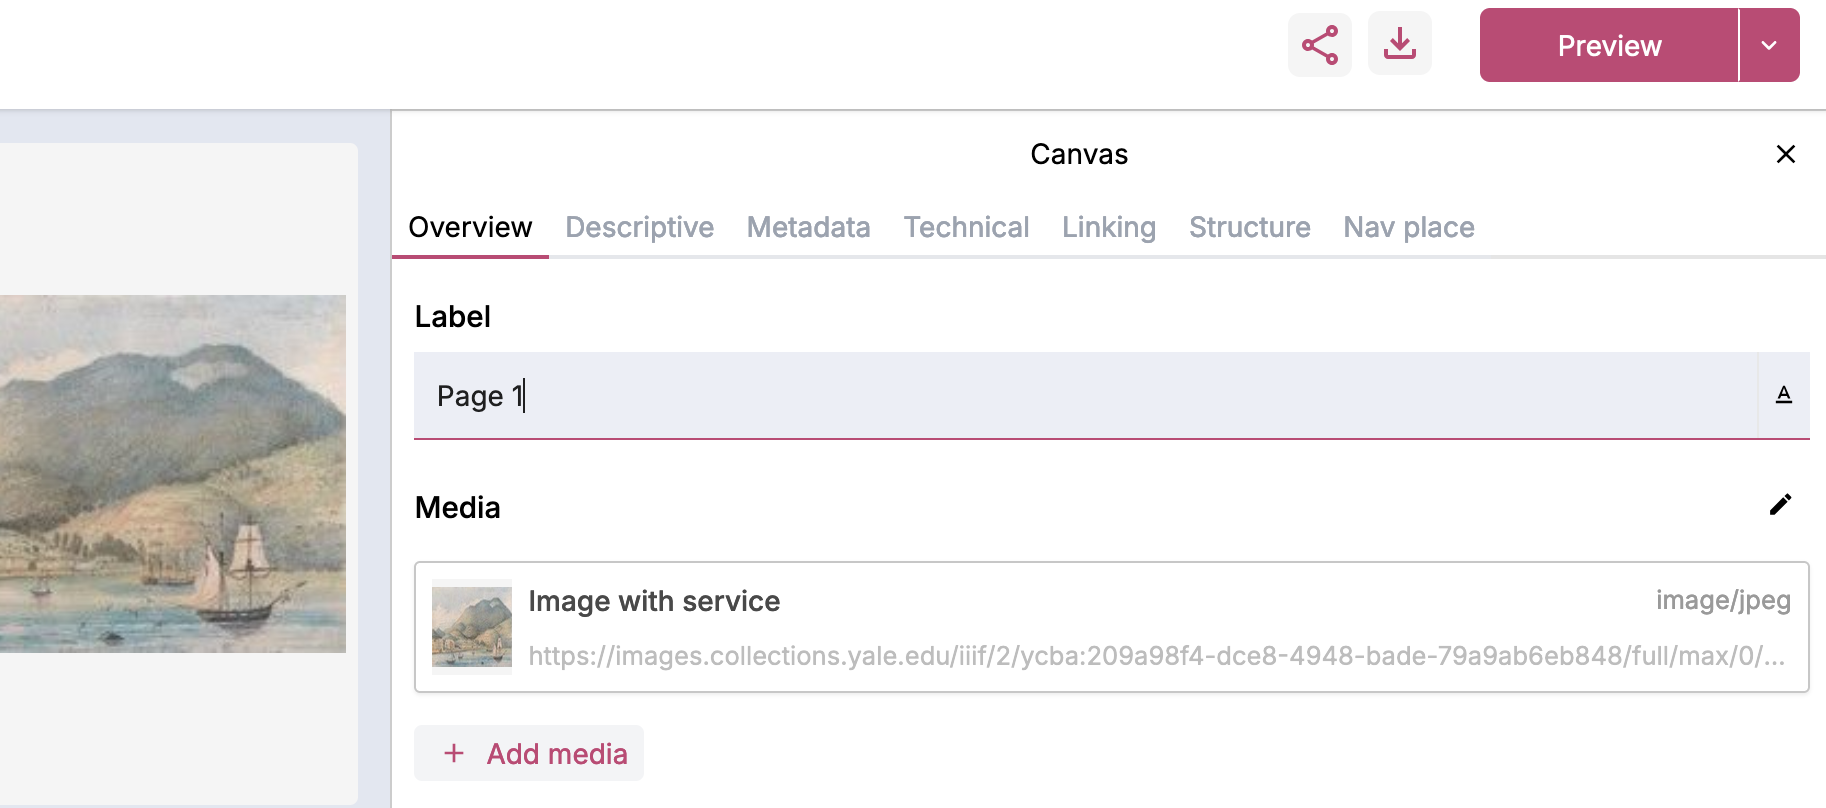 Preview
Canvas
Overview Descriptive Metadata Technical Linking Structure Nav place
Label
Page 1
A
Media
Image with service image/jpeg
https://images.collections.yale.edu/iiif/2/ycba:209a98f4-dce8-4948-bade-79a9ab6eb848/full/max/0/...
+ Add media